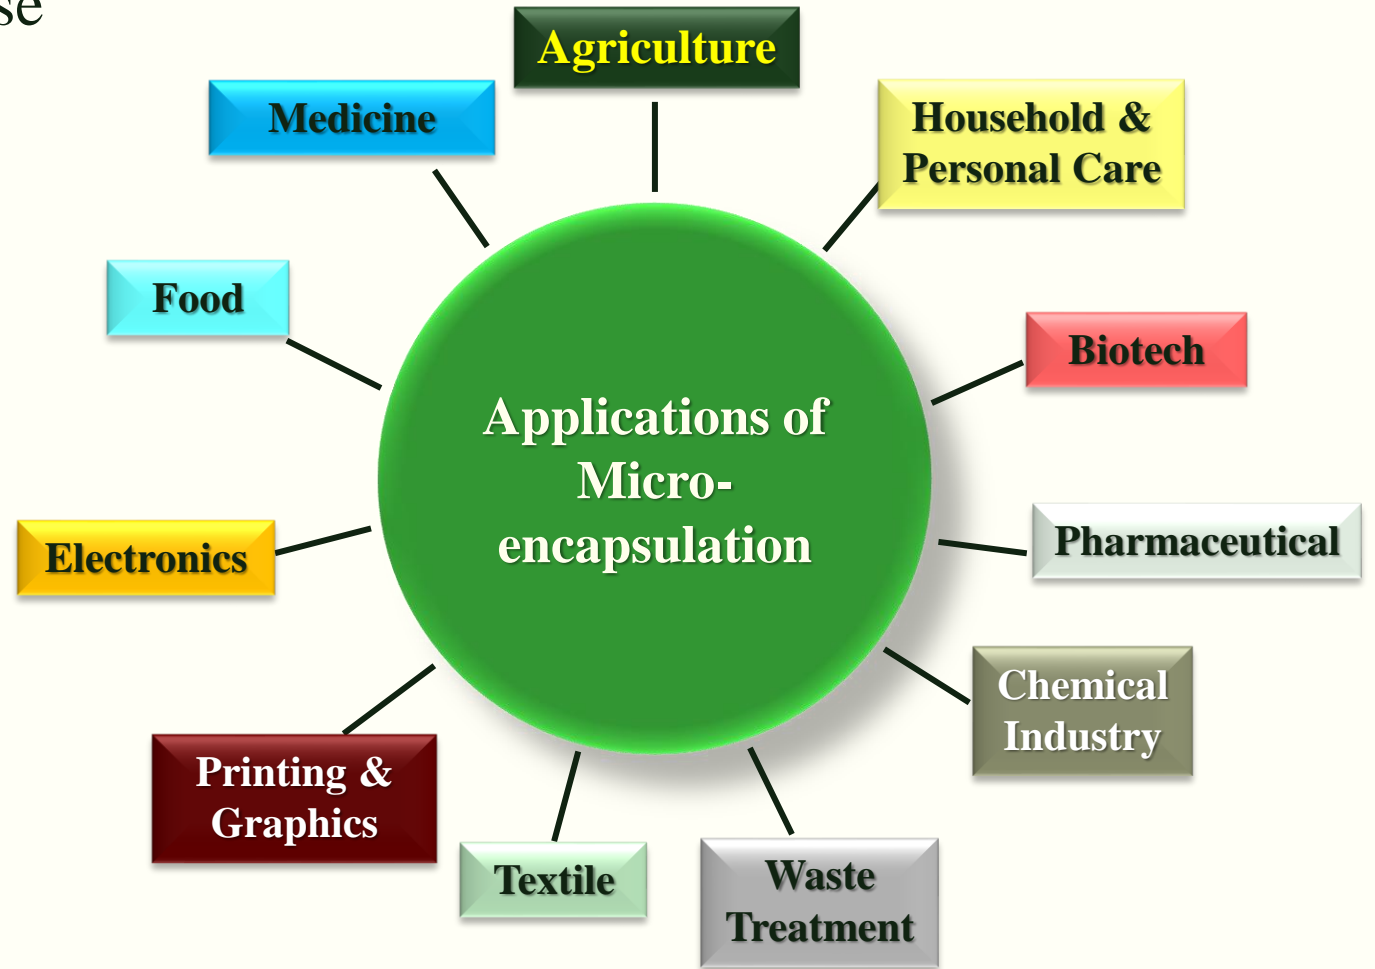 se
Agriculture
Medicine
Household &
Personal Care
Food
Biotech
Applications of
Micro-
encapsulation
Electronics
Pharmaceutical
Chemical
Industry
Printing &
Graphics
Textile
Waste
Treatment